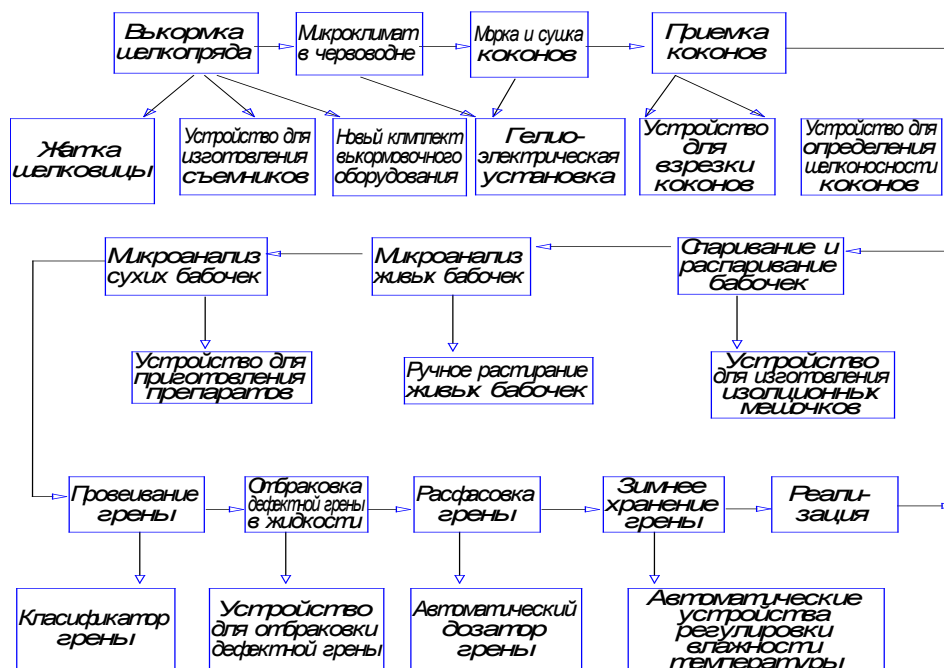 Выкормка
шелкопряда
Микроклимат
в червоводне
Морка и сушка
коконов
Приемка
коконов
Жатка
шелковицы
Устройство для
изготовления
съемников
Новый клмплект
выкормовочного
оборудования
Гелио-
электрическая
установка
Устройство
для
взрезки
коконов
Устройство для
определения
шелконосности
коконов
Микроанализ
сухих бабочек
Микроанализ
живых бабочек
Спаривание и
распаривание
бабочек
Устройство для
приготовления
препаратов
Ручное растирание
живых бабочек
Устройство
для изготовления
изолционных
мешочков
Провеивание
грены
Отбраковка
дефектной грены
в жидкости
Расфасовка
грены
Зимнее
хранение
грены
Реали-
зация
Класификатор
грены
Устройство
для отбраковки
дефектной грены
Автоматический
дозатор
грены
Автоматические
устройства
регулировки
влажности
температуры